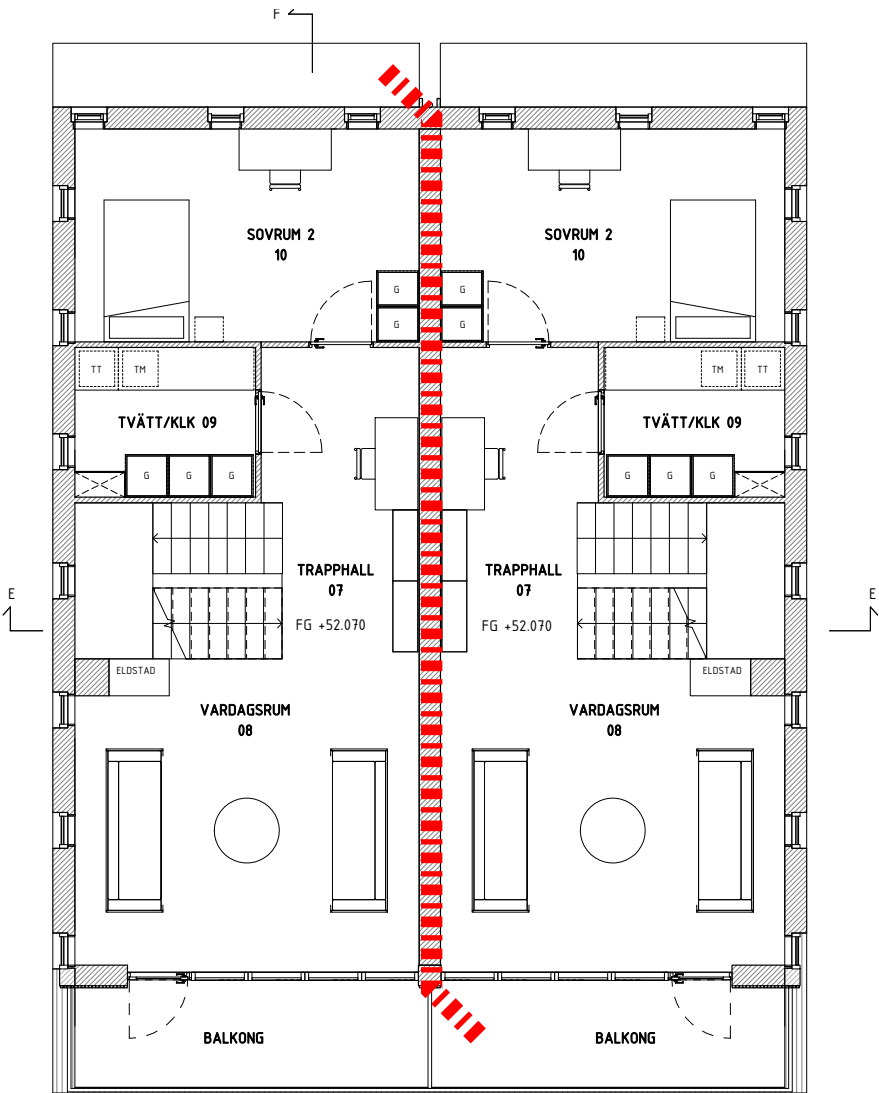 F
SOVRUM 2
10
SOVRUM 2
10
G
G
G
G
TT
TM
TM
TT
TVÄTT/KLK 09
TVÄTT/KLK 09
G
G
G
G
G
G
TRAPPHALL
07
TRAPPHALL
07
E
E
FG +52.070
FG +52.070
ELDSTAD
ELDSTAD
VARDAGSRUM
08
VARDAGSRUM
08
BALKONG
BALKONG